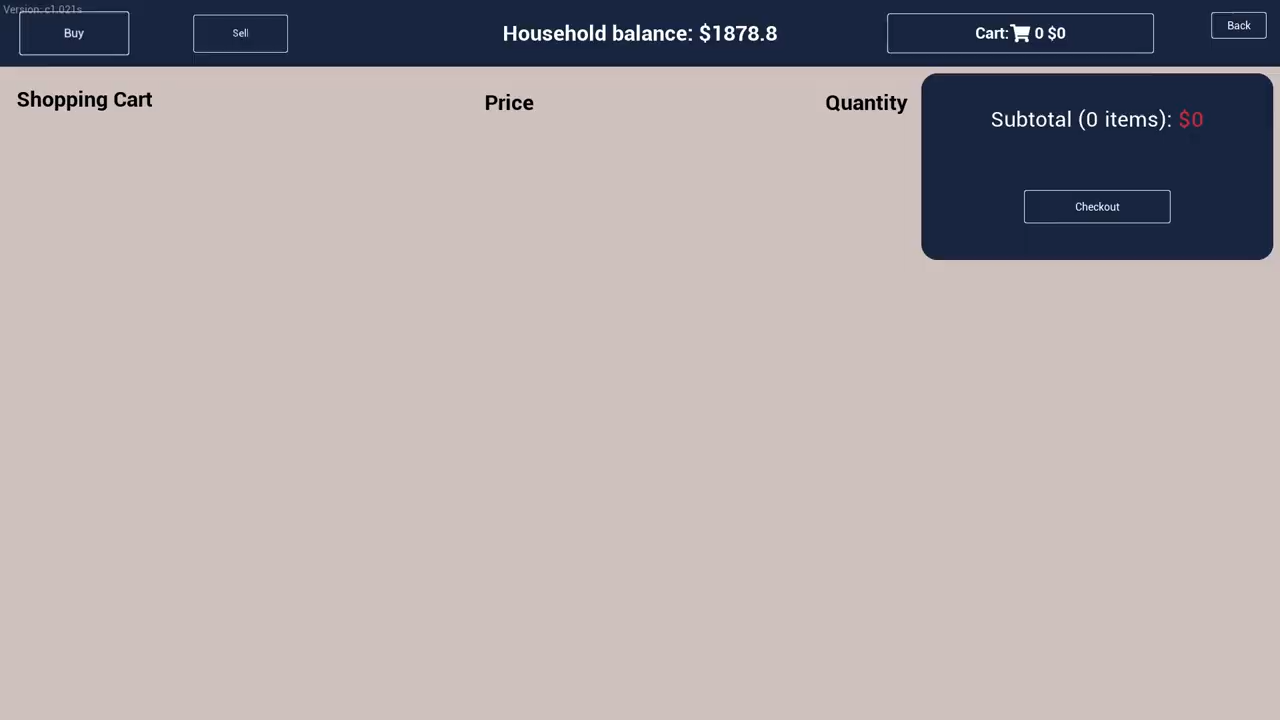 Version: c1.021s
Buy
Sell
Household balance: $1878.8
Cart: 0 $0
Back
Shopping Cart
Price
Quantity
Subtotal (0 items): $0
Checkout